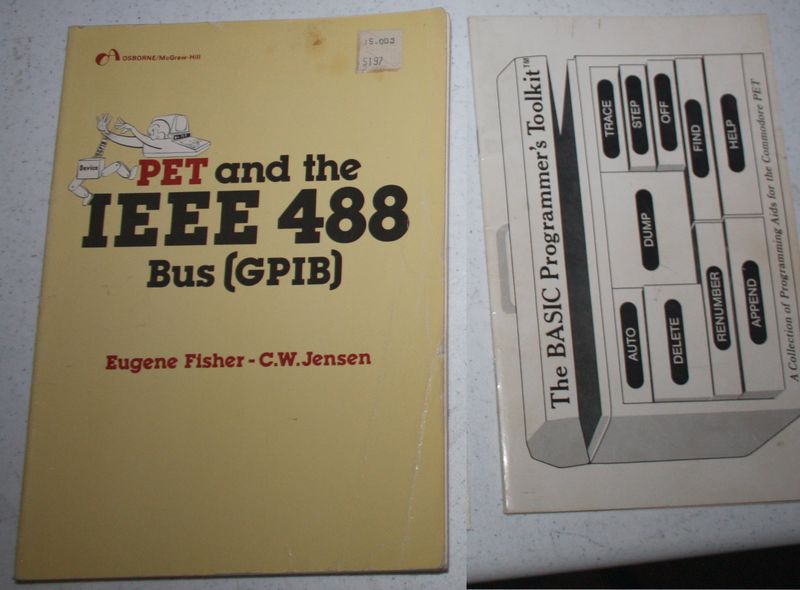 OSBORNE/McGraw-Hill
15.00
5197
Device
PET and the
IEEE 488
Bus (GPIB)
Eugene Fisher - C.W. Jensen
The BASIC Programmer's Toolkit™
TRACE
STEP
OFF
FIND
HELP
DUMP
AUTO
DELETE
RENUMBER
APPEND
A Collection of Programming Aids for the Commodore PET